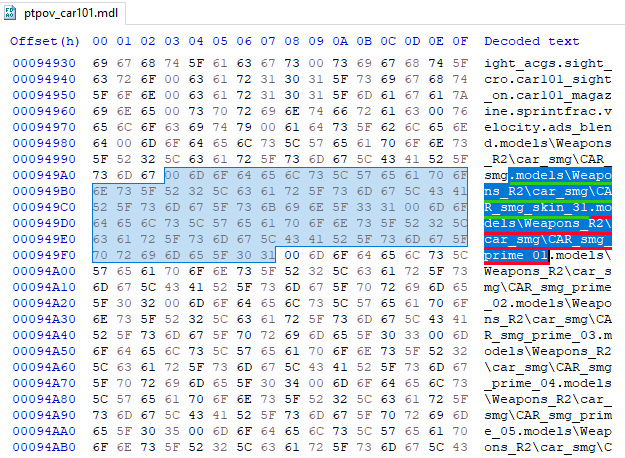 ptpov_car101.mdl
Offset(h) 00 01 02 03 04 05 06 07 08 09 0A 0B 0C 0D 0E 0F Decoded text
00094930 69 67 68 74 5F 61 63 67 73 00 73 69 67 68 74 5F ight_acgs.sight_
00094940 63 72 6F 00 63 61 72 31 30 31 5F 73 69 67 68 74 cro.car101_sight
00094950 5F 6F 6E 00 63 61 72 31 30 31 5F 6D 61 67 61 7A _on.car101_magaz
00094960 69 6E 65 00 73 70 72 69 6E 74 66 72 61 63 00 76 ine.sprintfrac.v
00094970 65 6C 6F 63 69 74 79 00 61 64 73 5F 62 6C 65 6E elocity.ads_blen
00094980 64 00 6D 6F 64 65 6C 73 5C 57 65 61 70 6F 6E 73 d.models\Weapons
00094990 5F 52 32 5C 63 61 72 5F 73 6D 67 5C 43 41 52 5F _R2\car_smg\CAR_
000949A0 73 6D 67 00 6D 6F 64 65 6C 73 5C 57 65 61 70 6F smg.models\Weapo
000949B0 6E 73 5F 52 32 5C 63 61 72 5F 73 6D 67 5C 43 41 ns_R2\car_smg\CA
000949C0 52 5F 73 6D 67 5F 73 6B 69 6E 5F 33 31 00 6D 6F R_smg_skin_31.mo
000949D0 64 65 6C 73 5C 57 65 61 70 6F 6E 73 5F 52 32 5C dels\Weapons_R2\
000949E0 63 61 72 5F 73 6D 67 5C 43 41 52 5F 73 6D 67 5F car_smg\CAR_smg_
000949F0 70 72 69 6D 65 5F 30 31 00 6D 6F 64 65 6C 73 5C prime_01.models\
00094A00 57 65 61 70 6F 6E 73 5F 52 32 5C 63 61 72 5F 73 Weapons_R2\car_s
00094A10 6D 67 5C 43 41 52 5F 73 6D 67 5F 70 72 69 6D 65 mg\CAR_smg_prime
00094A20 5F 30 32 00 6D 6F 64 65 6C 73 5C 57 65 61 70 6F _02.models\Weapo
00094A30 6E 73 5F 52 32 5C 63 61 72 5F 73 6D 67 5C 43 41 ns_R2\car_smg\CA
00094A40 52 5F 73 6D 67 5F 70 72 69 6D 65 5F 30 33 00 6D R_smg_prime_03.m
00094A50 6F 64 65 6C 73 5C 57 65 61 70 6F 6E 73 5F 52 32 odels\Weapons_R2
00094A60 5C 63 61 72 5F 73 6D 67 5C 43 41 52 5F 73 6D 67 \car_smg\CAR_smg
00094A70 5F 70 72 69 6D 65 5F 30 34 00 6D 6F 64 65 6C 73 _prime_04.models
00094A80 5C 57 65 61 70 6F 6E 73 5F 52 32 5C 63 61 72 5F \Weapons_R2\car_
00094A90 73 6D 67 5C 43 41 52 5F 73 6D 67 5F 70 72 69 6D smg\CAR_smg_prim
00094AA0 65 5F 30 35 00 6D 6F 64 65 6C 73 5C 57 65 61 70 e_05.models\Weap
00094AB0 6F 6E 73 5F 52 32 5C 63 61 72 5F 73 6D 67 5C 43 ons_R2\car_smg\C